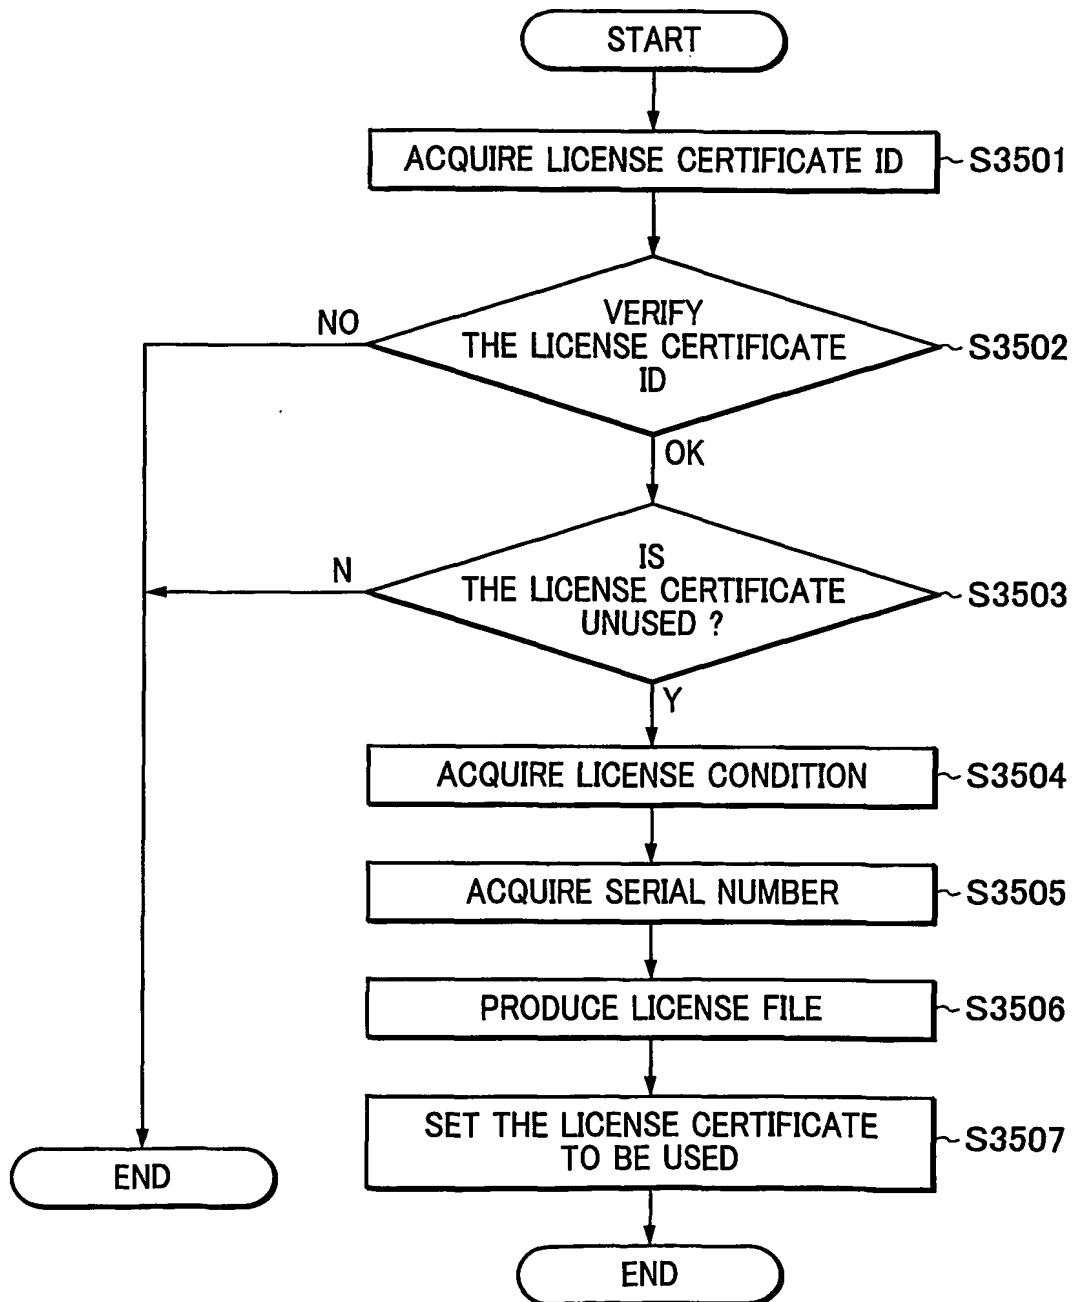 START
ACQUIRE LICENSE CERTIFICATE ID
S3501
VERIFY
THE LICENSE CERTIFICATE
ID
S3502
NO
OK
IS
THE LICENSE CERTIFICATE
UNUSED ?
S3503
N
Y
ACQUIRE LICENSE CONDITION
S3504
ACQUIRE SERIAL NUMBER
S3505
PRODUCE LICENSE FILE
S3506
SET THE LICENSE CERTIFICATE
TO BE USED
S3507
END
END